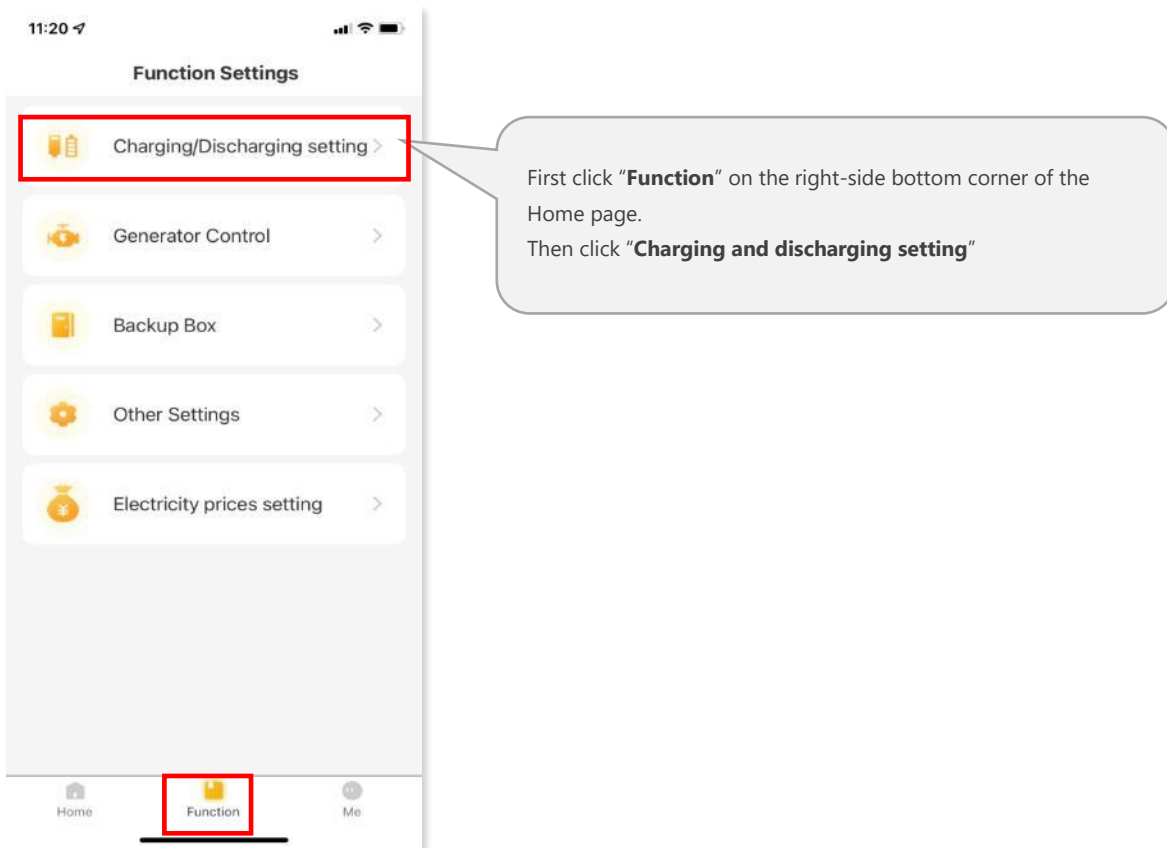 11:20
Function Settings
Charging/Discharging setting
First click “Function” on the right-side bottom corner of the
Home page.
Then click “Charging and discharging setting”
Generator Control
Backup Box
Other Settings
¥
Electricity prices setting
Home
Function
Me